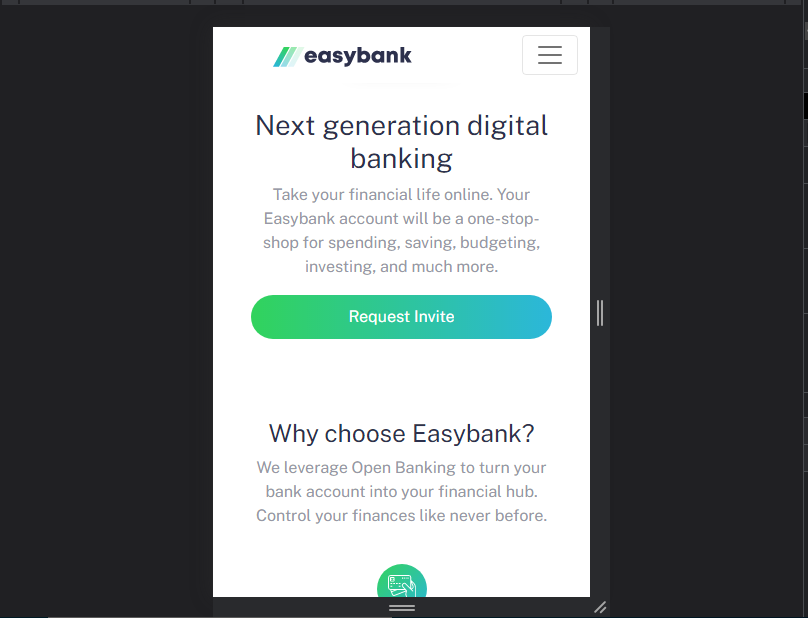 easybank
Next generation digital
banking
Take your financial life online. Your
Easybank account will be a one-stop-
shop for spending, saving, budgeting,
investing, and much more.
Request Invite
Why choose Easybank?
We leverage Open Banking to turn your
bank account into your financial hub.
Control your finances like never before.